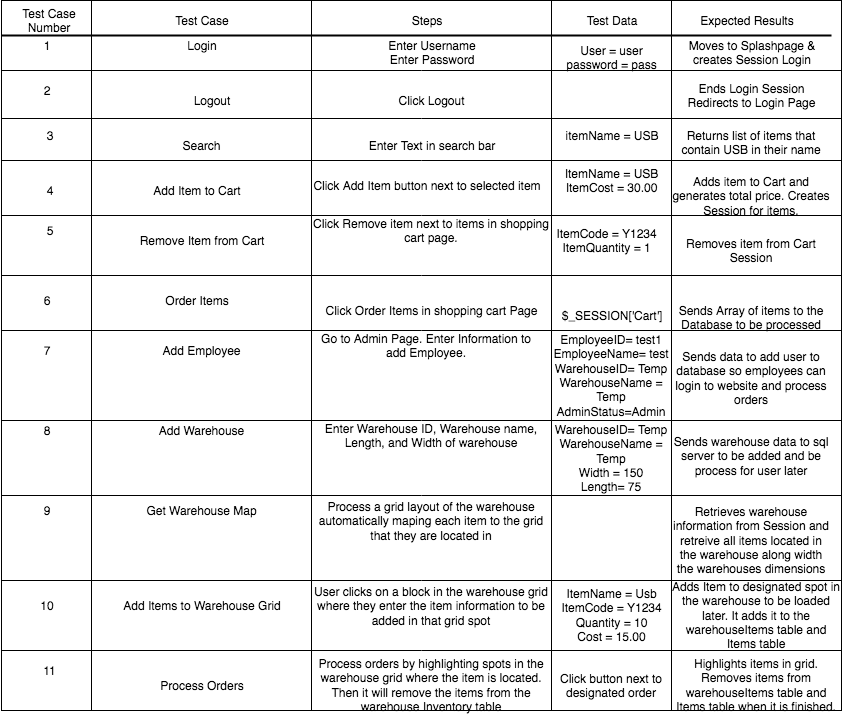 Test Case
Number
Test Case
Steps
Test Data
Expected Results
1
Login
Enter Username
Enter Password
User = user
password = pass
Moves to Splashpage &
creates Session Login
2
Logout
Click Logout
Ends Login Session
Redirects to Login Page
3
Search
Enter Text in search bar
itemName = USB
Returns list of items that
contain USB in their name
4
Add Item to Cart
Click Add Item button next to selected item
ItemName = USB
ItemCost = 30.00
Adds item to Cart and
generates total price. Creates
Session for items.
5
Remove Item from Cart
Click Remove item next to items in shopping
cart page.
ItemCode = Y1234
ItemQuantity = 1
Removes item from Cart
Session
6
Order Items
Click Order Items in shopping cart Page
$_SESSION['Cart']
Sends Array of items to the
Database to be processed
7
Add Employee
Go to Admin Page. Enter Information to
add Employee.
EmployeeID= test1
EmployeeName= test
WarehouseID= Temp
WarehouseName =
Temp
AdminStatus=Admin
Sends data to add user to
database so employees can
login to website and process
orders
8
Add Warehouse
Enter Warehouse ID, Warehouse name,
Length, and Width of warehouse
WarehouseID= Temp
WarehouseName =
Temp
Width = 150
Length= 75
Sends warehouse data to sql
server to be added and be
process for user later
9
Get Warehouse Map
Process a grid layout of the warehouse
automatically maping each item to the grid
that they are located in
Retrieves warehouse
information from Session and
retreive all items located in
the warehouse along width
the warehouses dimensions
10
Add Items to Warehouse Grid
User clicks on a block in the warehouse grid
where they enter the item information to be
added in that grid spot
ItemName = Usb
ItemCode = Y1234
Quantity = 10
Cost = 15.00
Adds Item to designated spot in
the warehouse to be loaded
later. It adds it to the
warehouseItems table and
Items table
11
Process Orders
Process orders by highlighting spots in the
warehouse grid where the item is located.
Then it will remove the items from the
warehouse Inventory table
Click button next to
designated order
Highlights items in grid.
Removes items from
warehouseItems table and
Items table when it is finished.